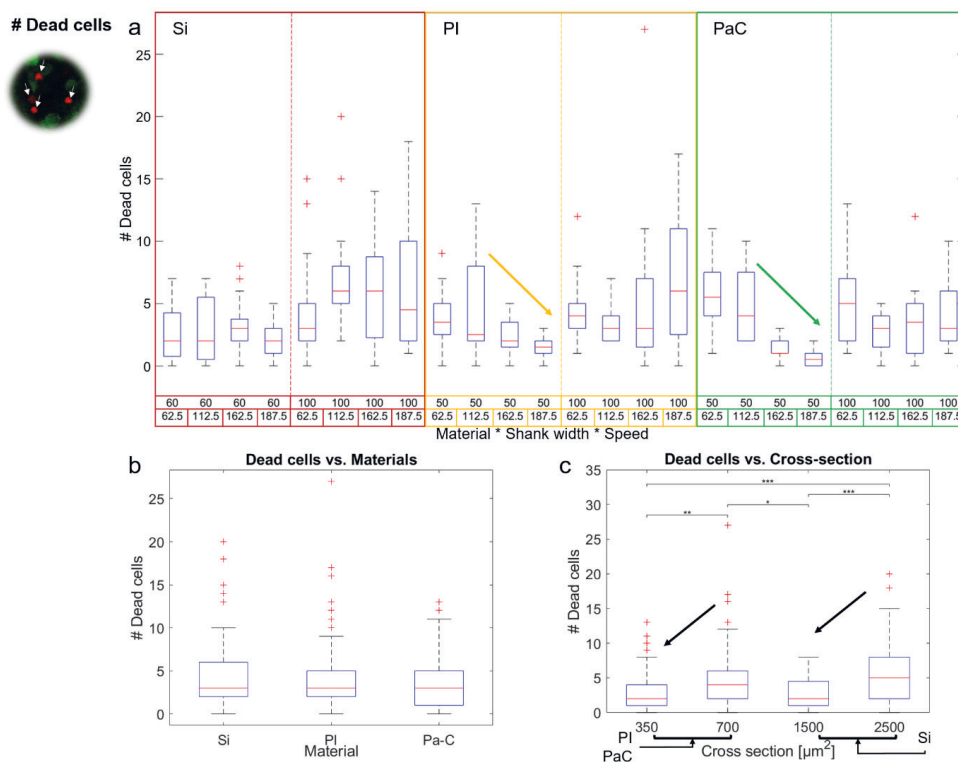 # Dead cells
a
Si
PI
PaC
# Dead cells
25
20
15
10
5
0
60 60 60 60 100 100 100 100 50 50 50 50 100 100 100 100 50 50 50 50 100 100 100 100
62.5 112.5 162.5 187.5 62.5 112.5 162.5 187.5 62.5 112.5 162.5 187.5 62.5 112.5 162.5 187.5 62.5 112.5 162.5 187.5 62.5 112.5 162.5 187.5
Material * Shank width * Speed
b
Dead cells vs. Materials
# Dead cells
25
20
15
10
5
0
Si PI Pa-C
Material
c
Dead cells vs. Cross-section
# Dead cells
35
30
25
20
15
10
5
0
***
** * ***
350 700 1500 2500
PI
PaC
Cross section [µm²]
Si